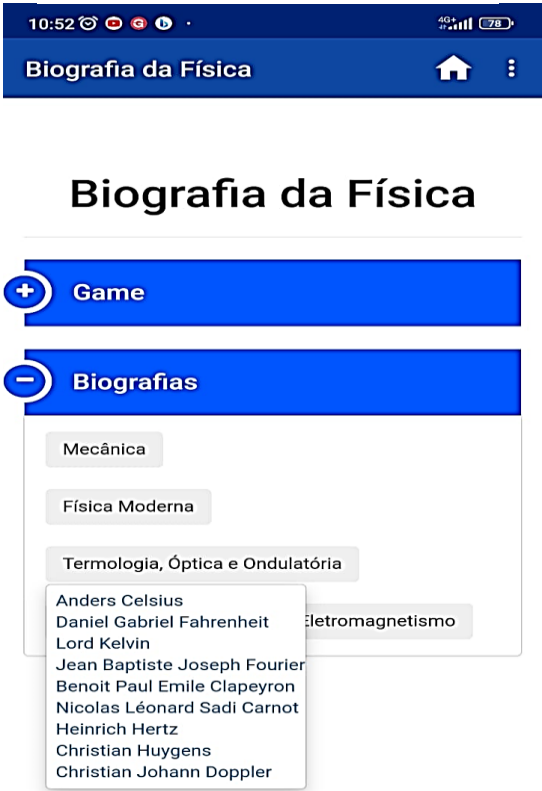 10:52
4G+
78
Biografia da Física
Biografia da Física
Game
Biografias
Mecânica
Física Moderna
Termologia, Óptica e Ondulatória
Eletromagnetismo
Anders Celsius
Daniel Gabriel Fahrenheit
Lord Kelvin
Jean Baptiste Joseph Fourier
Benoit Paul Emile Clapeyron
Nicolas Léonard Sadi Carnot
Heinrich Hertz
Christian Huygens
Christian Johann Doppler